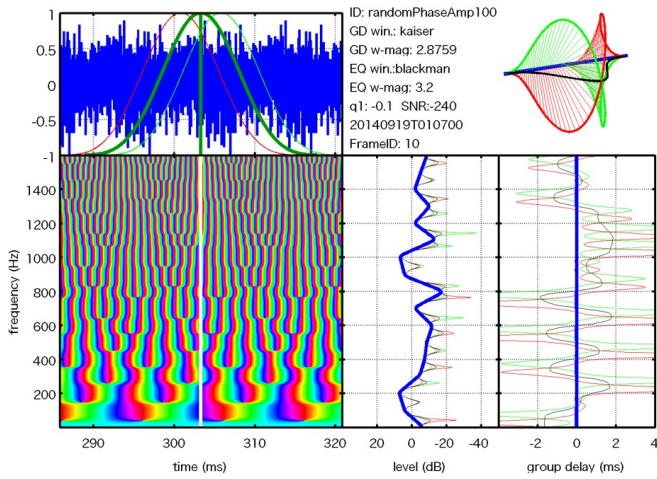 ID: randomPhaseAmp100
GD win.: kaiser
GD w-mag: 2.8759
EQ win.:blackman
EQ w-mag: 3.2
q1: -0.1 SNR:-240
20140919T010700
FrameID: 10
1
0.5
0
-0.5
-1
1400
1200
1000
800
600
400
200
frequency (Hz)
290 300 310 320
time (ms)
20 0 -20 -40
level (dB)
-2 0 2 4
group delay (ms)